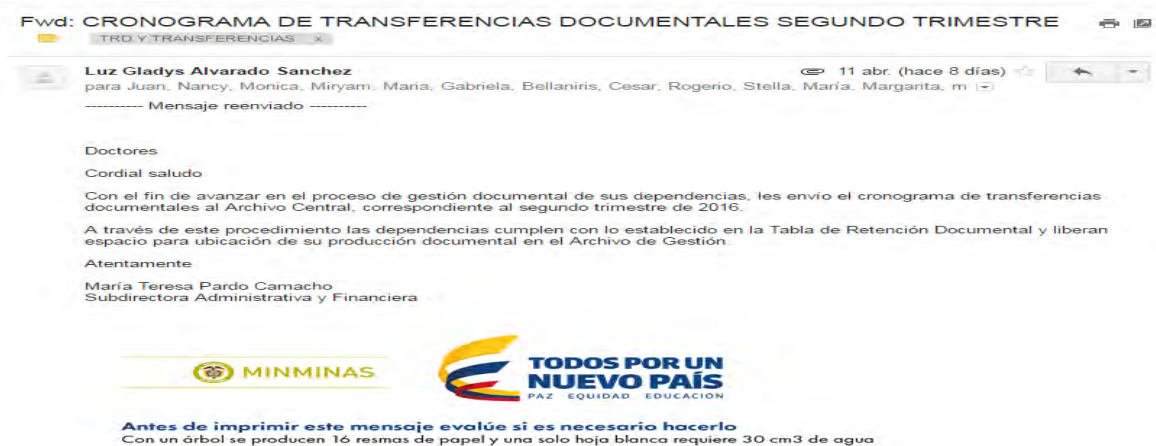 Fwd: CRONOGRAMA DE TRANSFERENCIAS DOCUMENTALES SEGUNDO TRIMESTRE
TRD Y TRANSFERENCIAS x
Luz Gladys Alvarado Sanchez 11 abr. (hace 8 días)
para Juan, Nancy, Monica, Miryam, Maria, Gabriela, Bellaniris, Cesar, Rogerio, Stella, María, Margarita, m
---------- Mensaje reenviado ----------
Doctores
Cordial saludo
Con el fin de avanzar en el proceso de gestión documental de sus dependencias, les envío el cronograma de transferencias
documentales al Archivo Central, correspondiente al segundo trimestre de 2016.
A través de este procedimiento las dependencias cumplen con lo establecido en la Tabla de Retención Documental y liberan
espacio para ubicación de su producción documental en el Archivo de Gestión.
Atentamente
María Teresa Pardo Camacho
Subdirectora Administrativa y Financiera
MINMINAS
TODOS POR UN
NUEVO PAÍS
PAZ EQUIDAD EDUCACIÓN
Antes de imprimir este mensaje evalúe si es necesario hacerlo
Con un árbol se producen 16 resmas de papel y una solo hoja blanca requiere 30 cm3 de agua